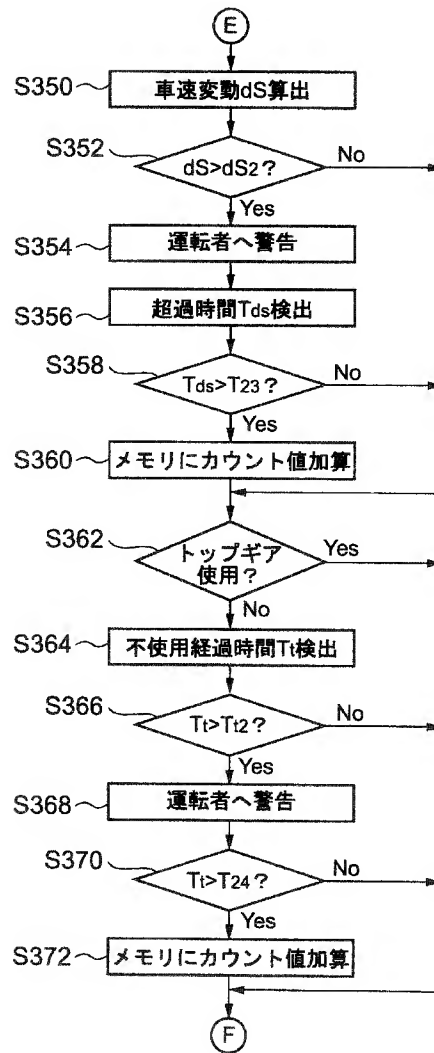 E
S350
車速変動dS算出
S352
dS>dS2?
No
Yes
S354
運転者へ警告
S356
超過時間Tds検出
S358
Tds>T23?
No
Yes
S360
メモリにカウント値加算
S362
トップギア
使用?
Yes
No
S364
不使用経過時間Tt検出
S366
Tt>Tt2?
No
Yes
S368
運転者へ警告
S370
Tt>T24?
No
Yes
S372
メモリにカウント値加算
F